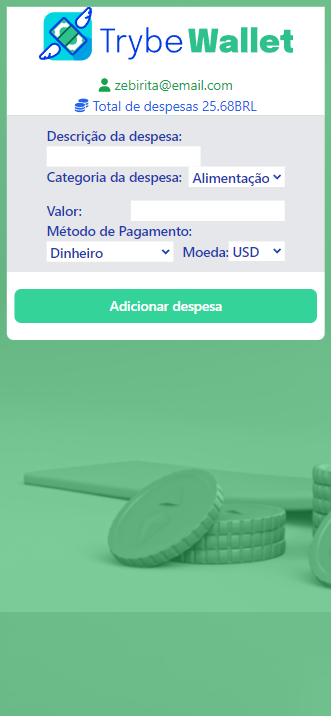 Trybe Wallet
zebirita@email.com
Total de despesas 25.68BRL
Descrição da despesa:
Categoria da despesa: Alimentação
Valor:
Método de Pagamento:
Dinheiro Moeda: USD
Adicionar despesa